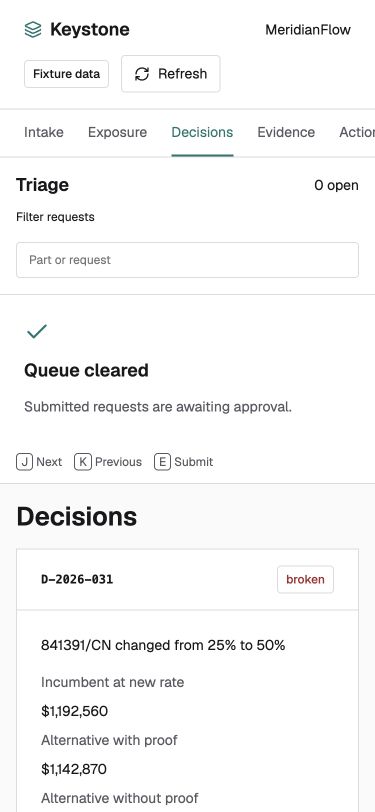 Keystone
MeridianFlow
Fixture data
Refresh
Intake Exposure Decisions Evidence Action
Triage
0 open
Filter requests
Part or request
Queue cleared
Submitted requests are awaiting approval.
J Next K Previous E Submit
Decisions
D-2026-031
broken
841391/CN changed from 25% to 50%
Incumbent at new rate
$1,192,560
Alternative with proof
$1,142,870
Alternative without proof